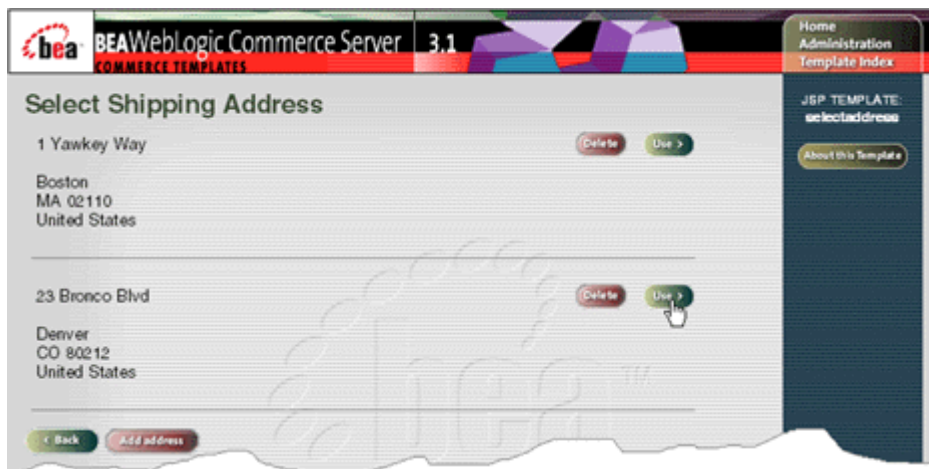 bea BEAWebLogic Commerce Server 3.1
COMMERCE TEMPLATES
Home
Administration
Template Index
JSP TEMPLATE:
selectaddress
About this Template
Select Shipping Address
1 Yawkey Way
Delete Use >
Boston
MA 02110
United States
23 Bronco Blvd
Delete Use >
Denver
CO 80212
United States
bea TM
< Back Add address